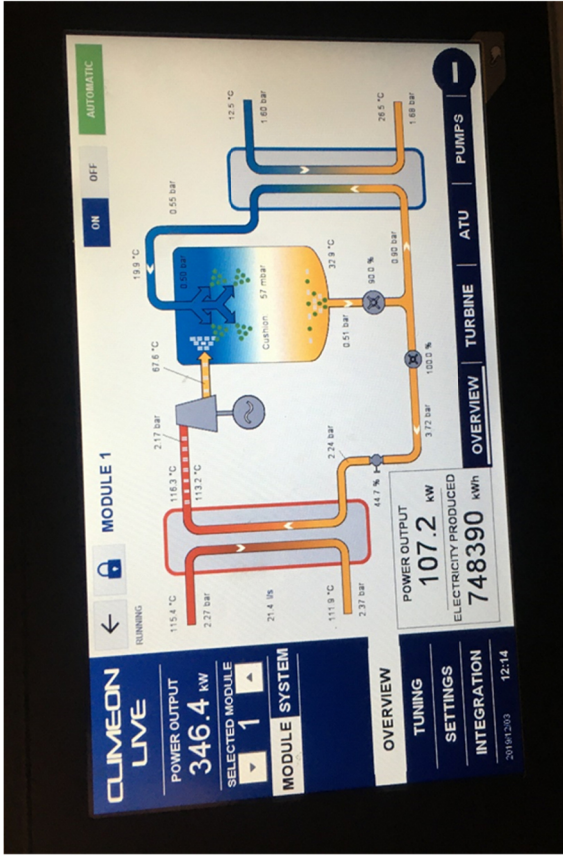 CLIMEON
LIVE
POWER OUTPUT
346.4 kW
SELECTED MODULE
1
MODULE SYSTEM
OVERVIEW
TUNING
SETTINGS
INTEGRATION
2019/12/03 12:14
MODULE 1
RUNNING
ON OFF
AUTOMATIC
115.4 °C
2.27 bar
21.4 l/s
111.9 °C
2.37 bar
116.3 °C
113.2 °C
2.17 bar
67.6 °C
19.9 °C
0.55 bar
0.50 bar
Cushion 57 mbar
32.9 °C
12.5 °C
1.60 bar
26.5 °C
1.68 bar
0.51 bar
90.0 %
0.90 bar
2.24 bar
44.7 %
100.0 %
3.72 bar
POWER OUTPUT
107.2 kW
ELECTRICITY PRODUCED
748390 kWh
OVERVIEW TURBINE ATU PUMPS